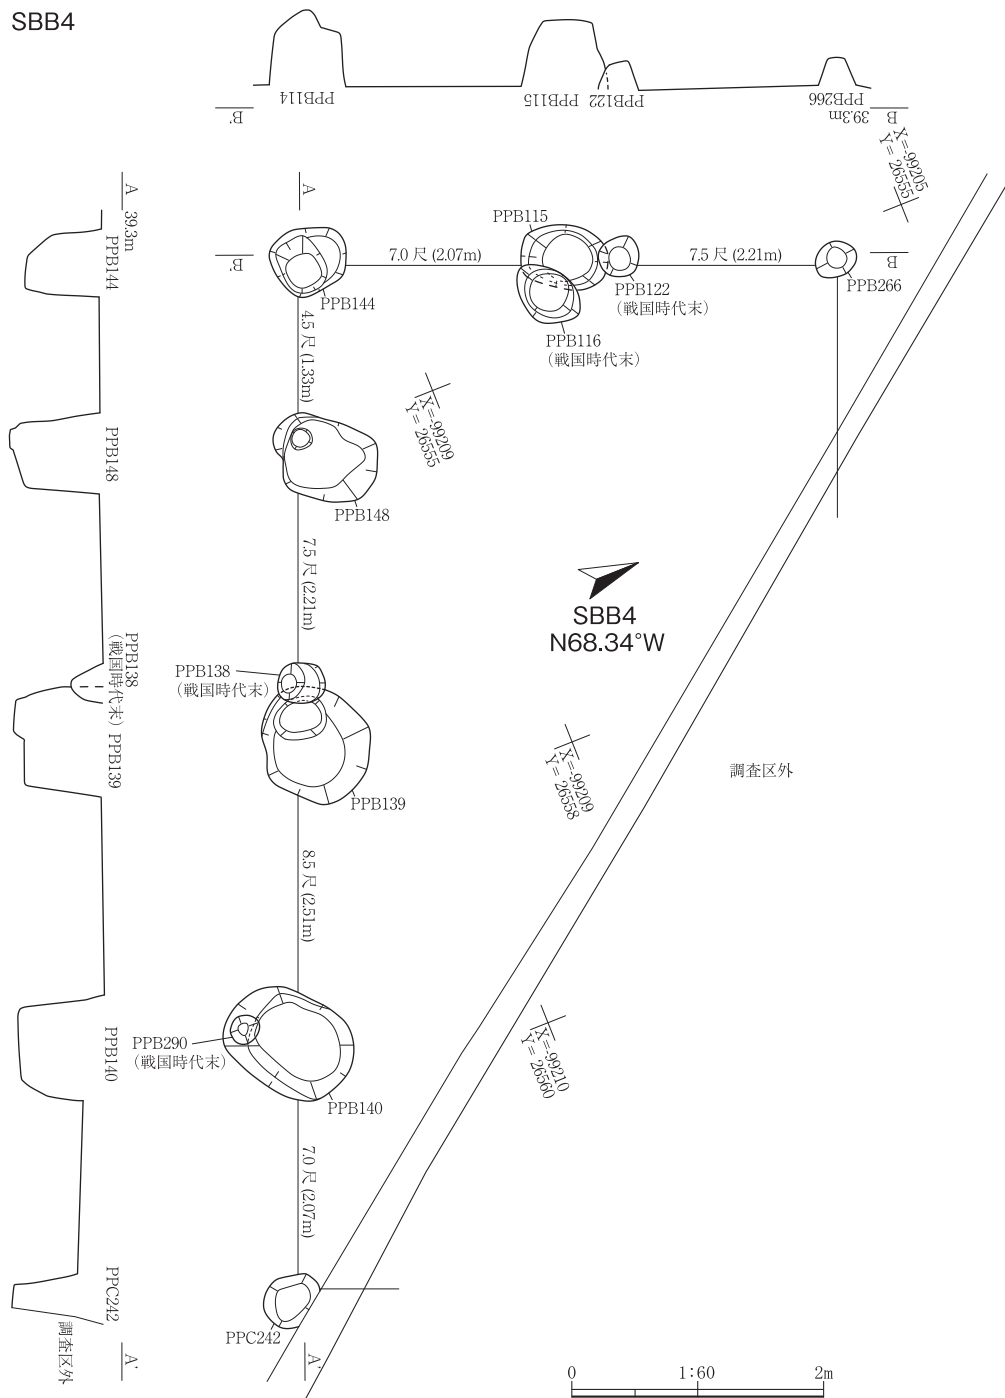 SBB4
PPB114
PPB115
PPB122
PPB266
39.3m
B'
B
X=-99205
Y= 26555
A
39.3m
A
PPB144
B'
PPB144
7.0 尺 (2.07m)
PPB115
7.5 尺 (2.21m)
B
PPB122
(戦国時代末)
PPB266
PPB116
(戦国時代末)
4.5 尺 (1.33m)
X=-99209
Y= 26555
PPB148
PPB148
7.5 尺 (2.21m)
SBB4
N68.34°W
PPB138
(戦国時代末)
PPB139
PPB138
(戦国時代末)
PPB139
X=-99209
Y= 26558
調査区外
8.5 尺 (2.51m)
PPB140
PPB290
(戦国時代末)
PPB140
X=-99210
Y= 26560
7.0 尺 (2.07m)
PPC242
調査区外
PPC242
A'
A'
0 1:60 2m